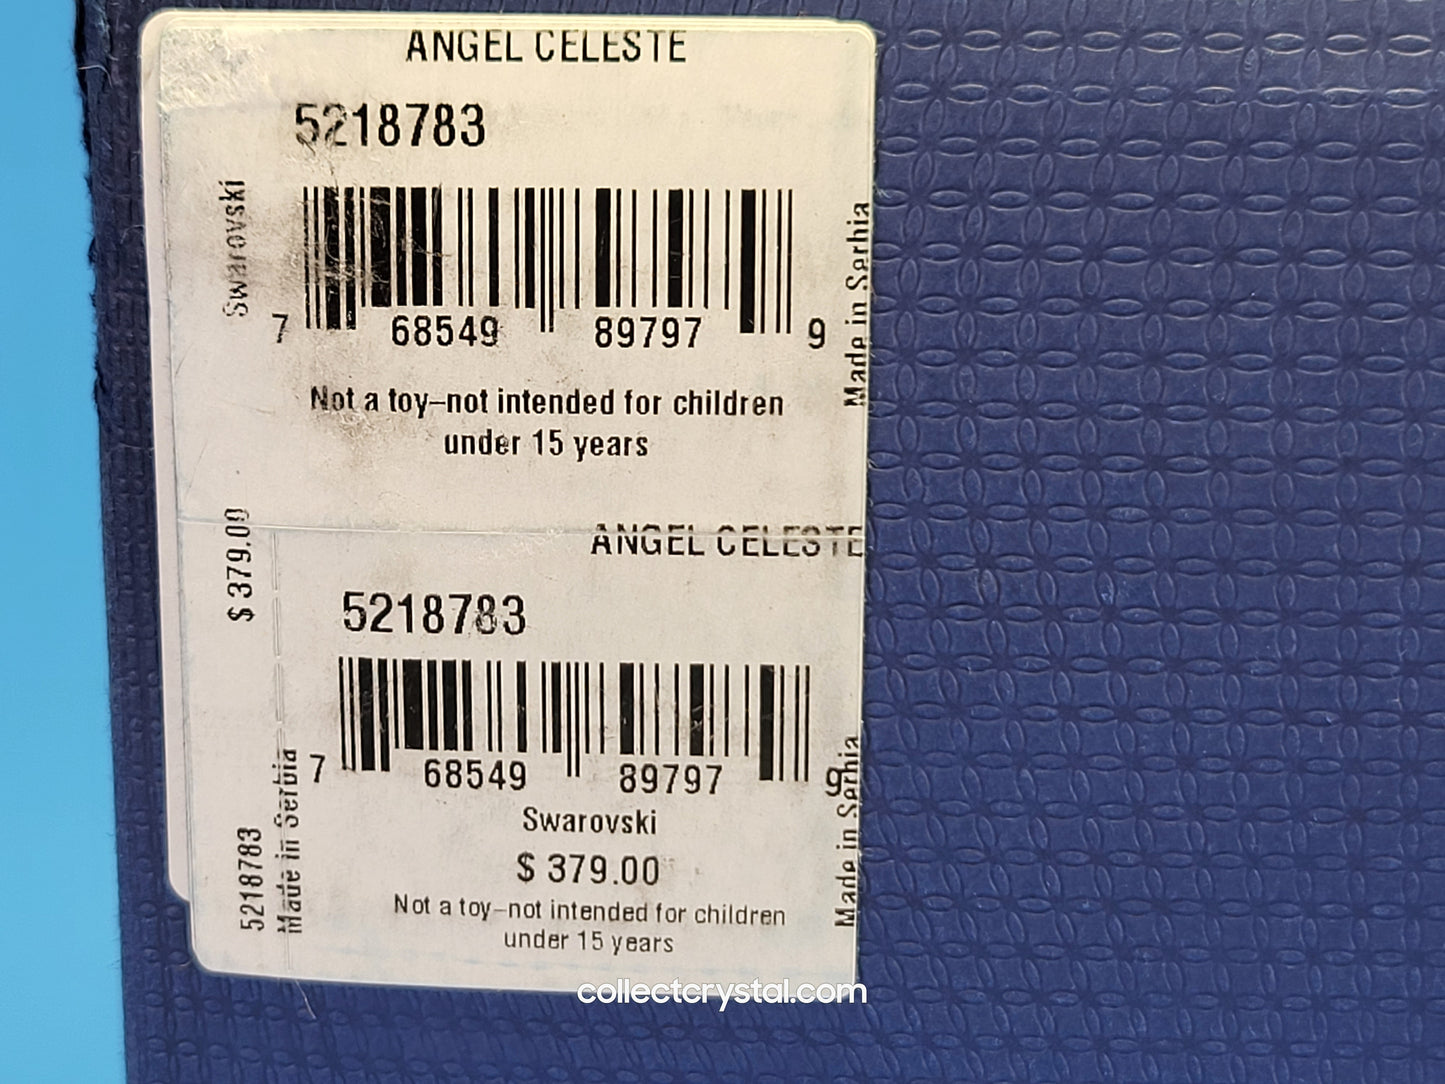 ANGEL CELESTE
5218783
Swarovski
7 68549 89797 9
Made in Serbia
Not a toy–not intended for children
under 15 years
$ 379.00
ANGEL CELESTE
5218783
7 68549 89797 9
Swarovski
$ 379.00
Not a toy–not intended for children
under 15 years
5218783
Made in Serbia
Made in Serbia
collectcrystal.com